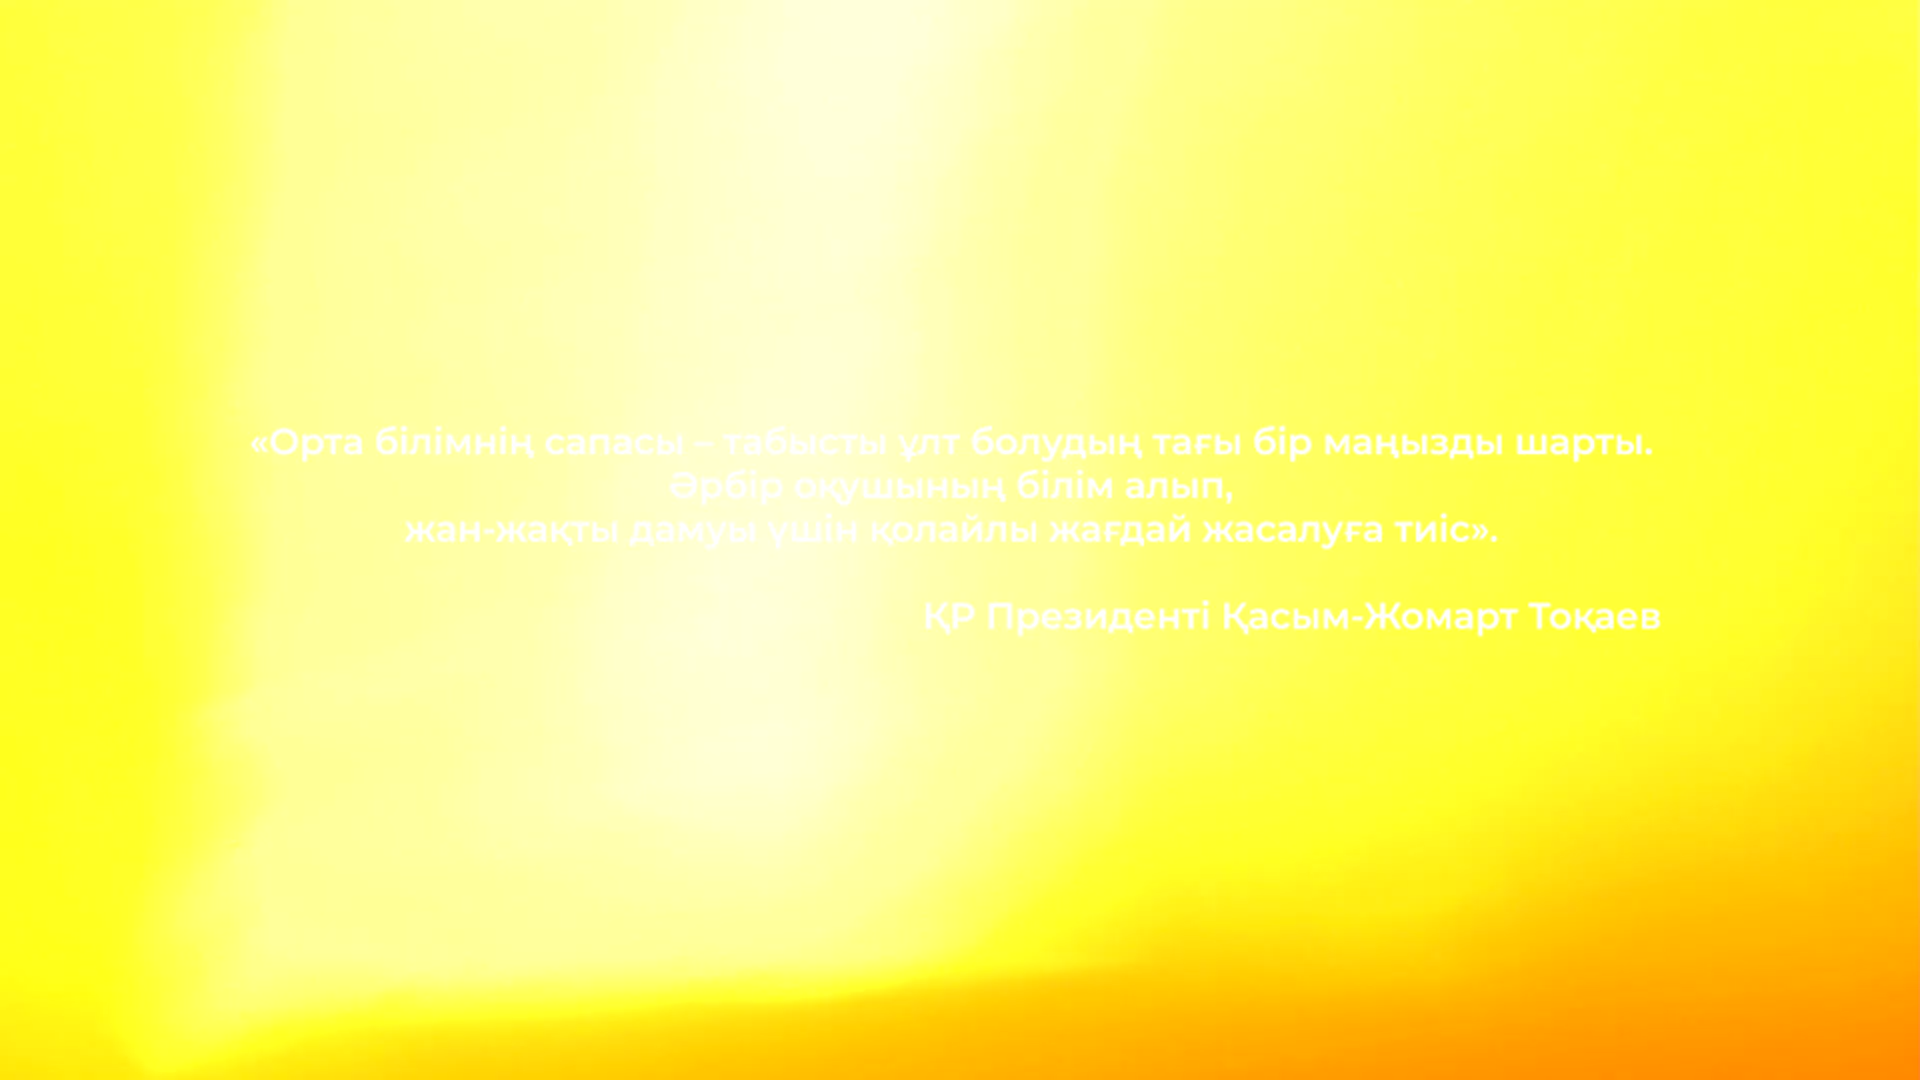 «Орта білімнің сапасы – табысты ұлт болудың тағы бір маңызды шарты.
Әрбір оқушының білім алып,
жан-жақты дамуы үшін қолайлы жағдай жасалуға тиіс».
ҚР Президенті Қасым-Жомарт Тоқаев